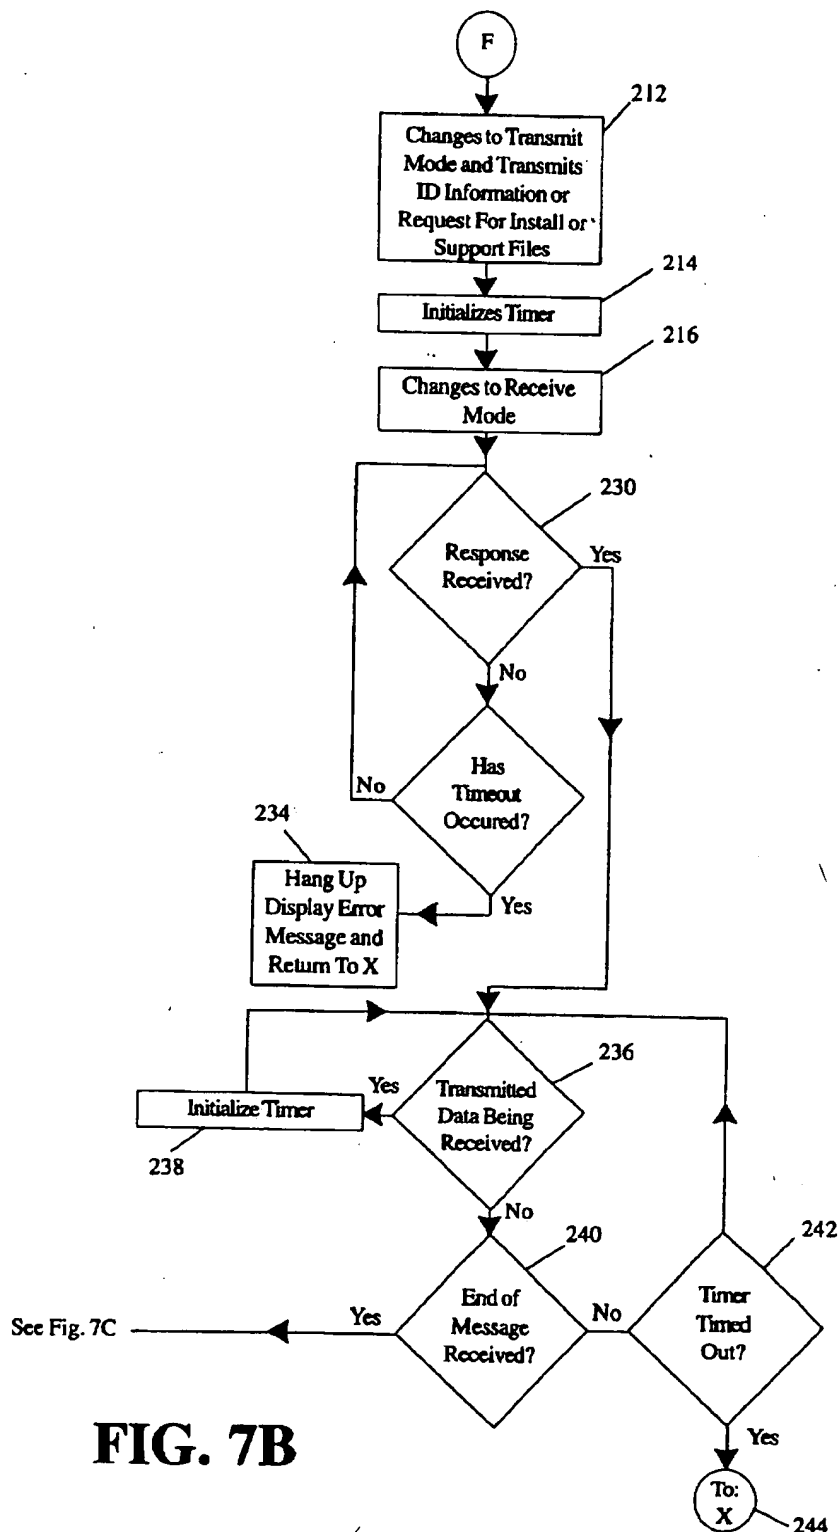 F
212
Changes to Transmit
Mode and Transmits
ID Information or
Request For Install or
Support Files
214
Initializes Timer
216
Changes to Receive
Mode
230
Response
Received?
Yes
No
Has
Timeout
Occured?
No
Yes
234
Hang Up
Display Error
Message and
Return To X
236
Transmitted
Data Being
Received?
Yes
Initialize Timer
238
No
240
End of
Message
Received?
Yes
See Fig. 7C
No
242
Timer
Timed
Out?
Yes
To:
X
244
FIG. 7B